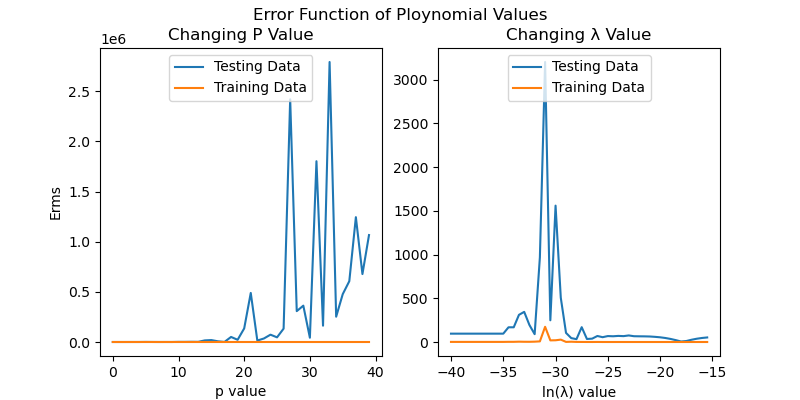 Error Function of Ploynomial Values
Changing P Value
1e6
Testing Data
Training Data
2.5
2.0
1.5
1.0
0.5
0.0
Erms
0 10 20 30 40
p value
Changing λ Value
Testing Data
Training Data
3000
2500
2000
1500
1000
500
0
−40 −35 −30 −25 −20 −15
ln(λ) value